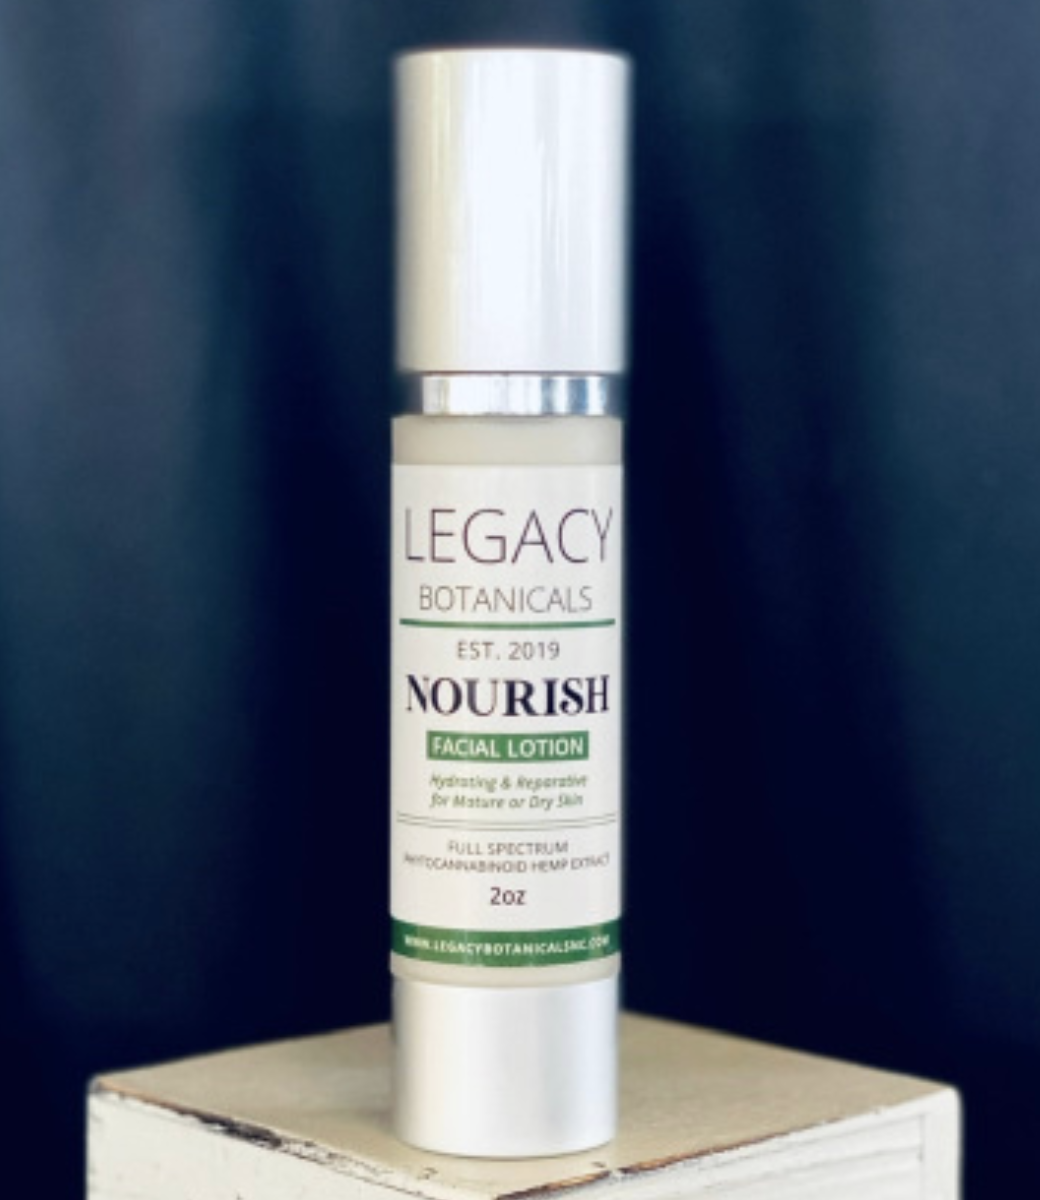 LEGACY
BOTANICALS
EST. 2019
NOURISH
FACIAL LOTION
Hydrating & Reparative
for Mature or Dry Skin
FULL SPECTRUM
PHYTOCANNABINOID HEMP EXTRACT
2oz
WWW.LEGACYBOTANICALSNC.COM